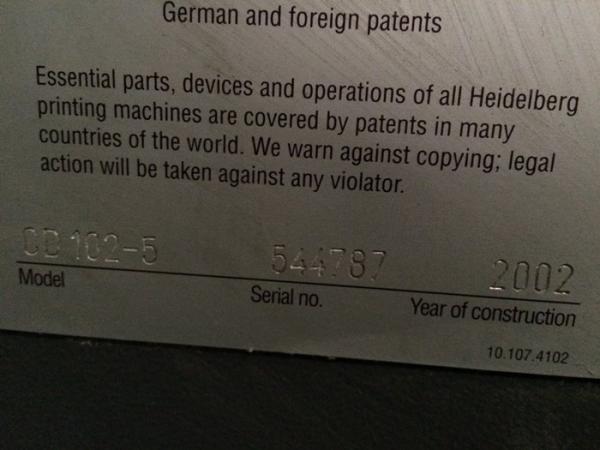 German and foreign patents
Essential parts, devices and operations of all Heidelberg
printing machines are covered by patents in many
countries of the world. We warn against copying; legal
action will be taken against any violator.
CD 102-5 544787 2002
Model Serial no. Year of construction
10.107.4102